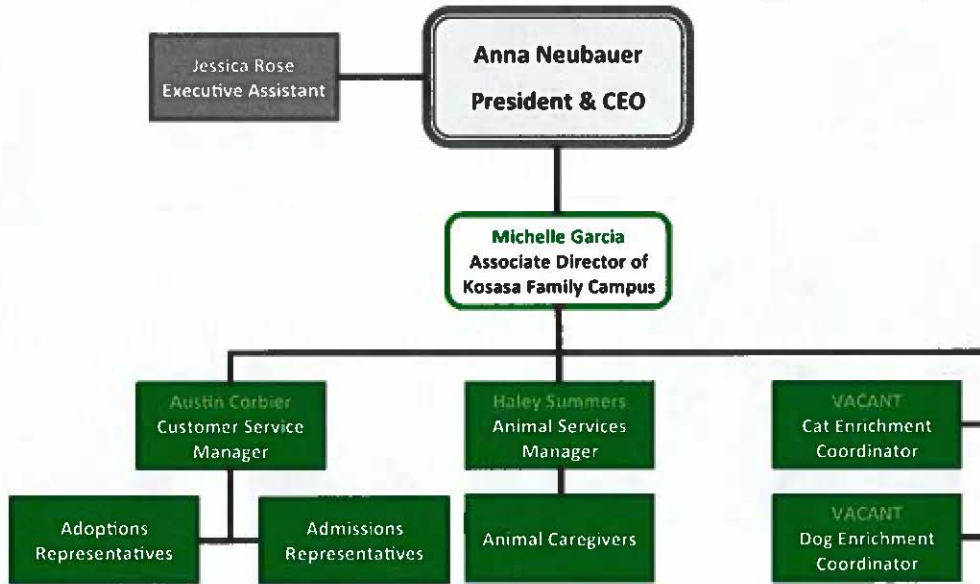 Jessica Rose
Executive Assistant
Anna Neubauer
President & CEO
Michelle Garcia
Associate Director of
Kosasa Family Campus
Austin Corbier
Customer Service
Manager
Haley Summers
Animal Services
Manager
VACANT
Cat Enrichment
Coordinator
Adoptions
Representatives
Admissions
Representatives
Animal Caregivers
VACANT
Dog Enrichment
Coordinator